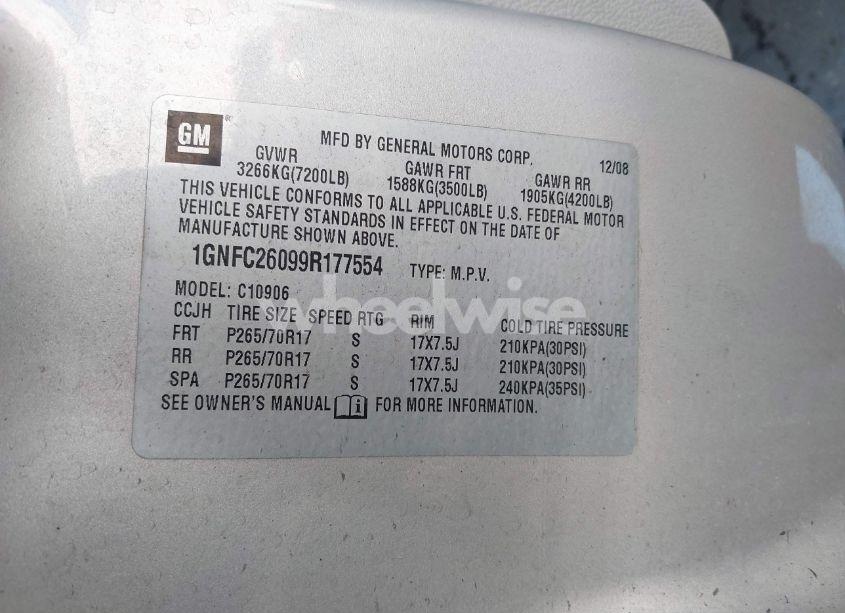 GM ® MFD BY GENERAL MOTORS CORP. 12/08
GVWR GAWR FRT GAWR RR
3266KG(7200LB) 1588KG(3500LB) 1905KG(4200LB)
THIS VEHICLE CONFORMS TO ALL APPLICABLE U.S. FEDERAL MOTOR
VEHICLE SAFETY STANDARDS IN EFFECT ON THE DATE OF
MANUFACTURE SHOWN ABOVE.
1GNFC26099R177554 TYPE: M.P.V.
MODEL: C10906
wheelwise
CCJH TIRE SIZE SPEED RTG RIM COLD TIRE PRESSURE
FRT P265/70R17 S 17X7.5J 210KPA(30PSI)
RR P265/70R17 S 17X7.5J 210KPA(30PSI)
SPA P265/70R17 S 17X7.5J 240KPA(35PSI)
SEE OWNER'S MANUAL i FOR MORE INFORMATION.